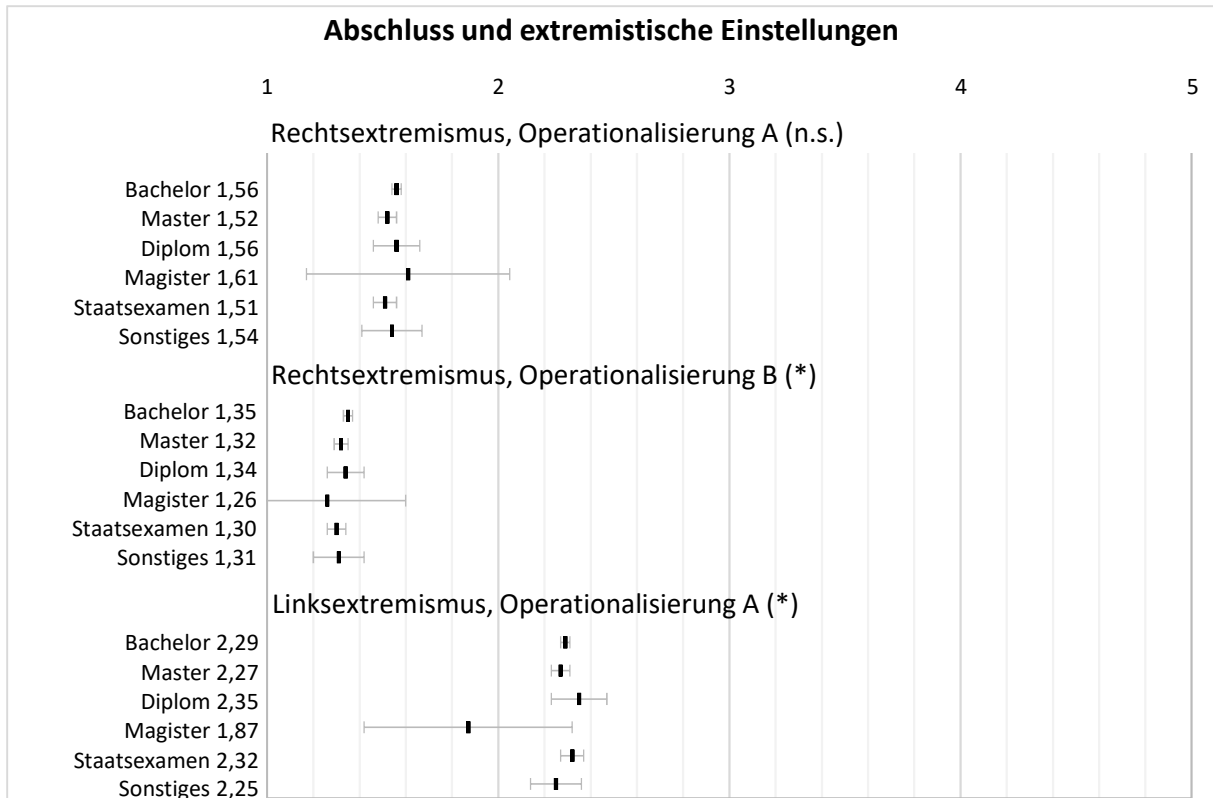 Abschluss und extremistische Einstellungen
1 2 3 4 5
Rechtsextremismus, Operationalisierung A (n.s.)
Bachelor 1,56
Master 1,52
Diplom 1,56
Magister 1,61
Staatsexamen 1,51
Sonstiges 1,54
Rechtsextremismus, Operationalisierung B (*)
Bachelor 1,35
Master 1,32
Diplom 1,34
Magister 1,26
Staatsexamen 1,30
Sonstiges 1,31
Linksextremismus, Operationalisierung A (*)
Bachelor 2,29
Master 2,27
Diplom 2,35
Magister 1,87
Staatsexamen 2,32
Sonstiges 2,25